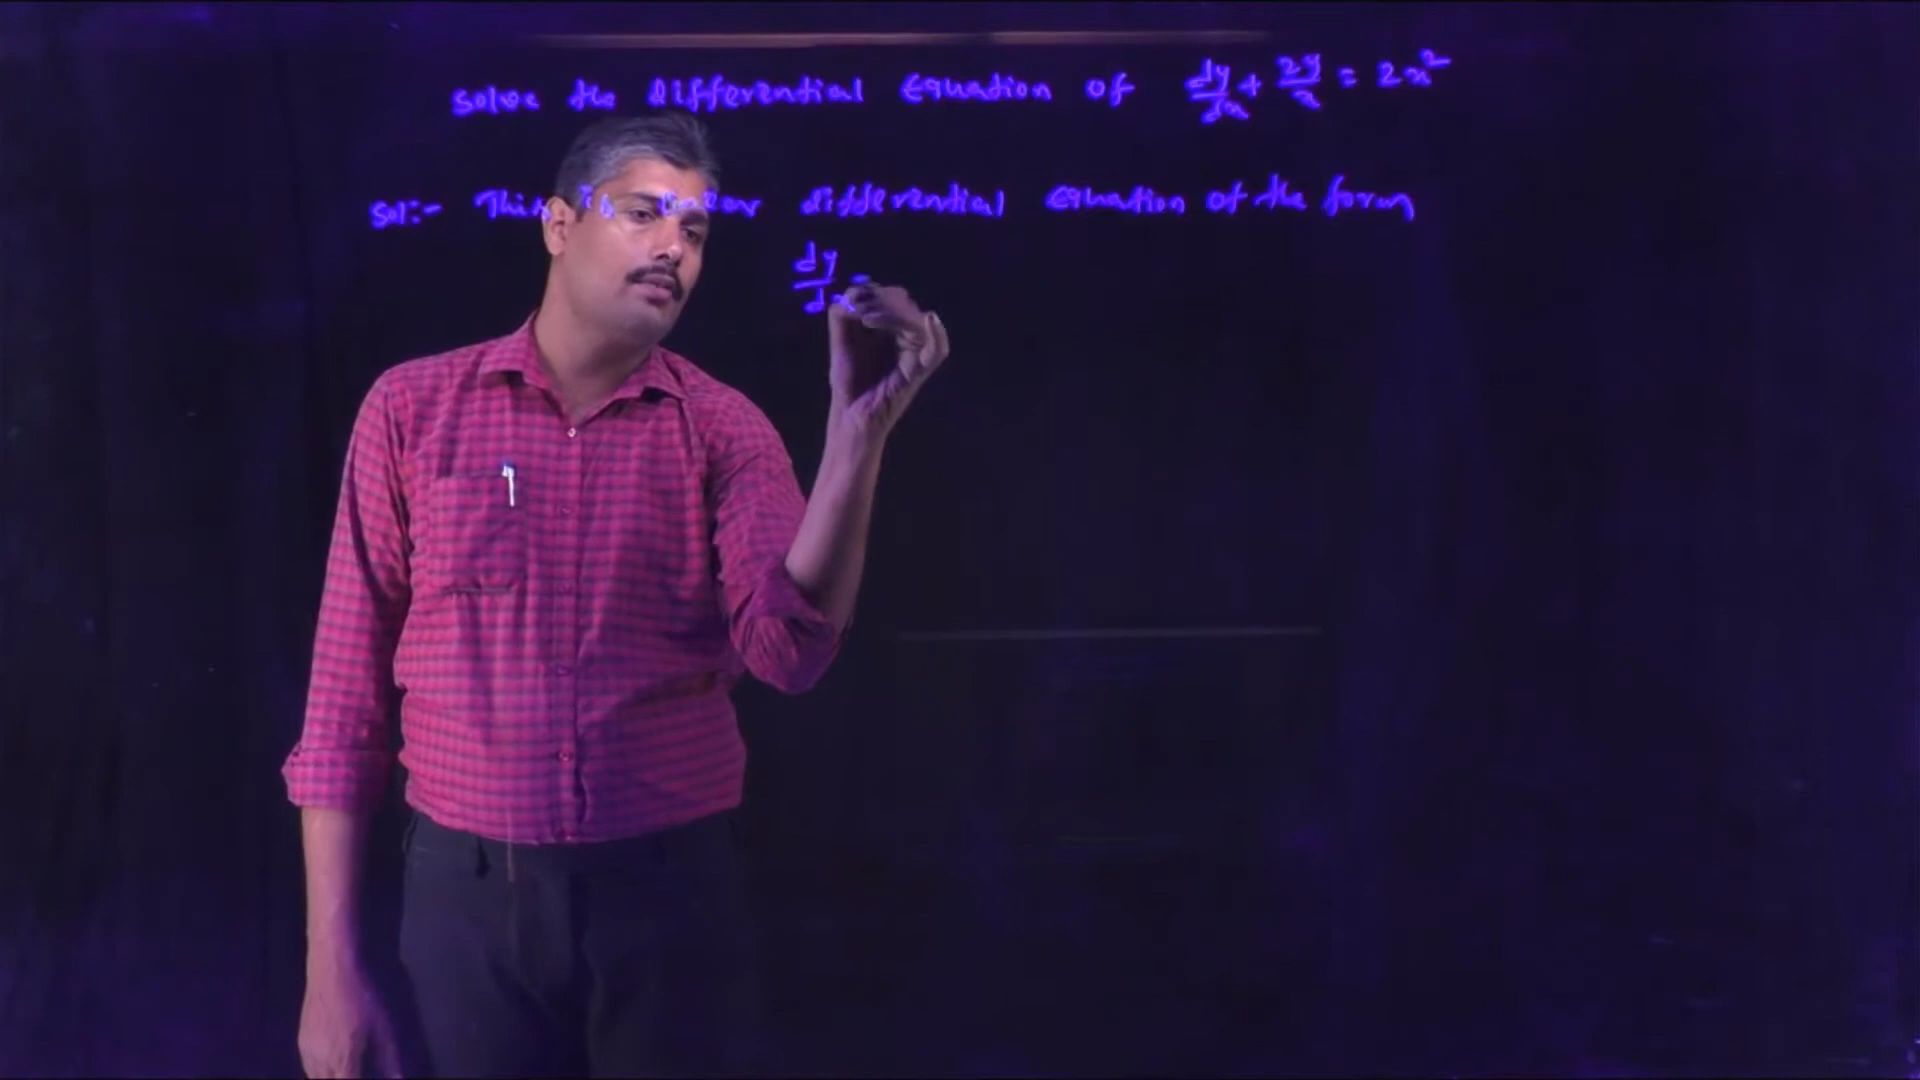 Solve the differential Equation of dy/dx + 2y/x = 2x²
Sol:- This is linear differential Equation of the form
dy/dx